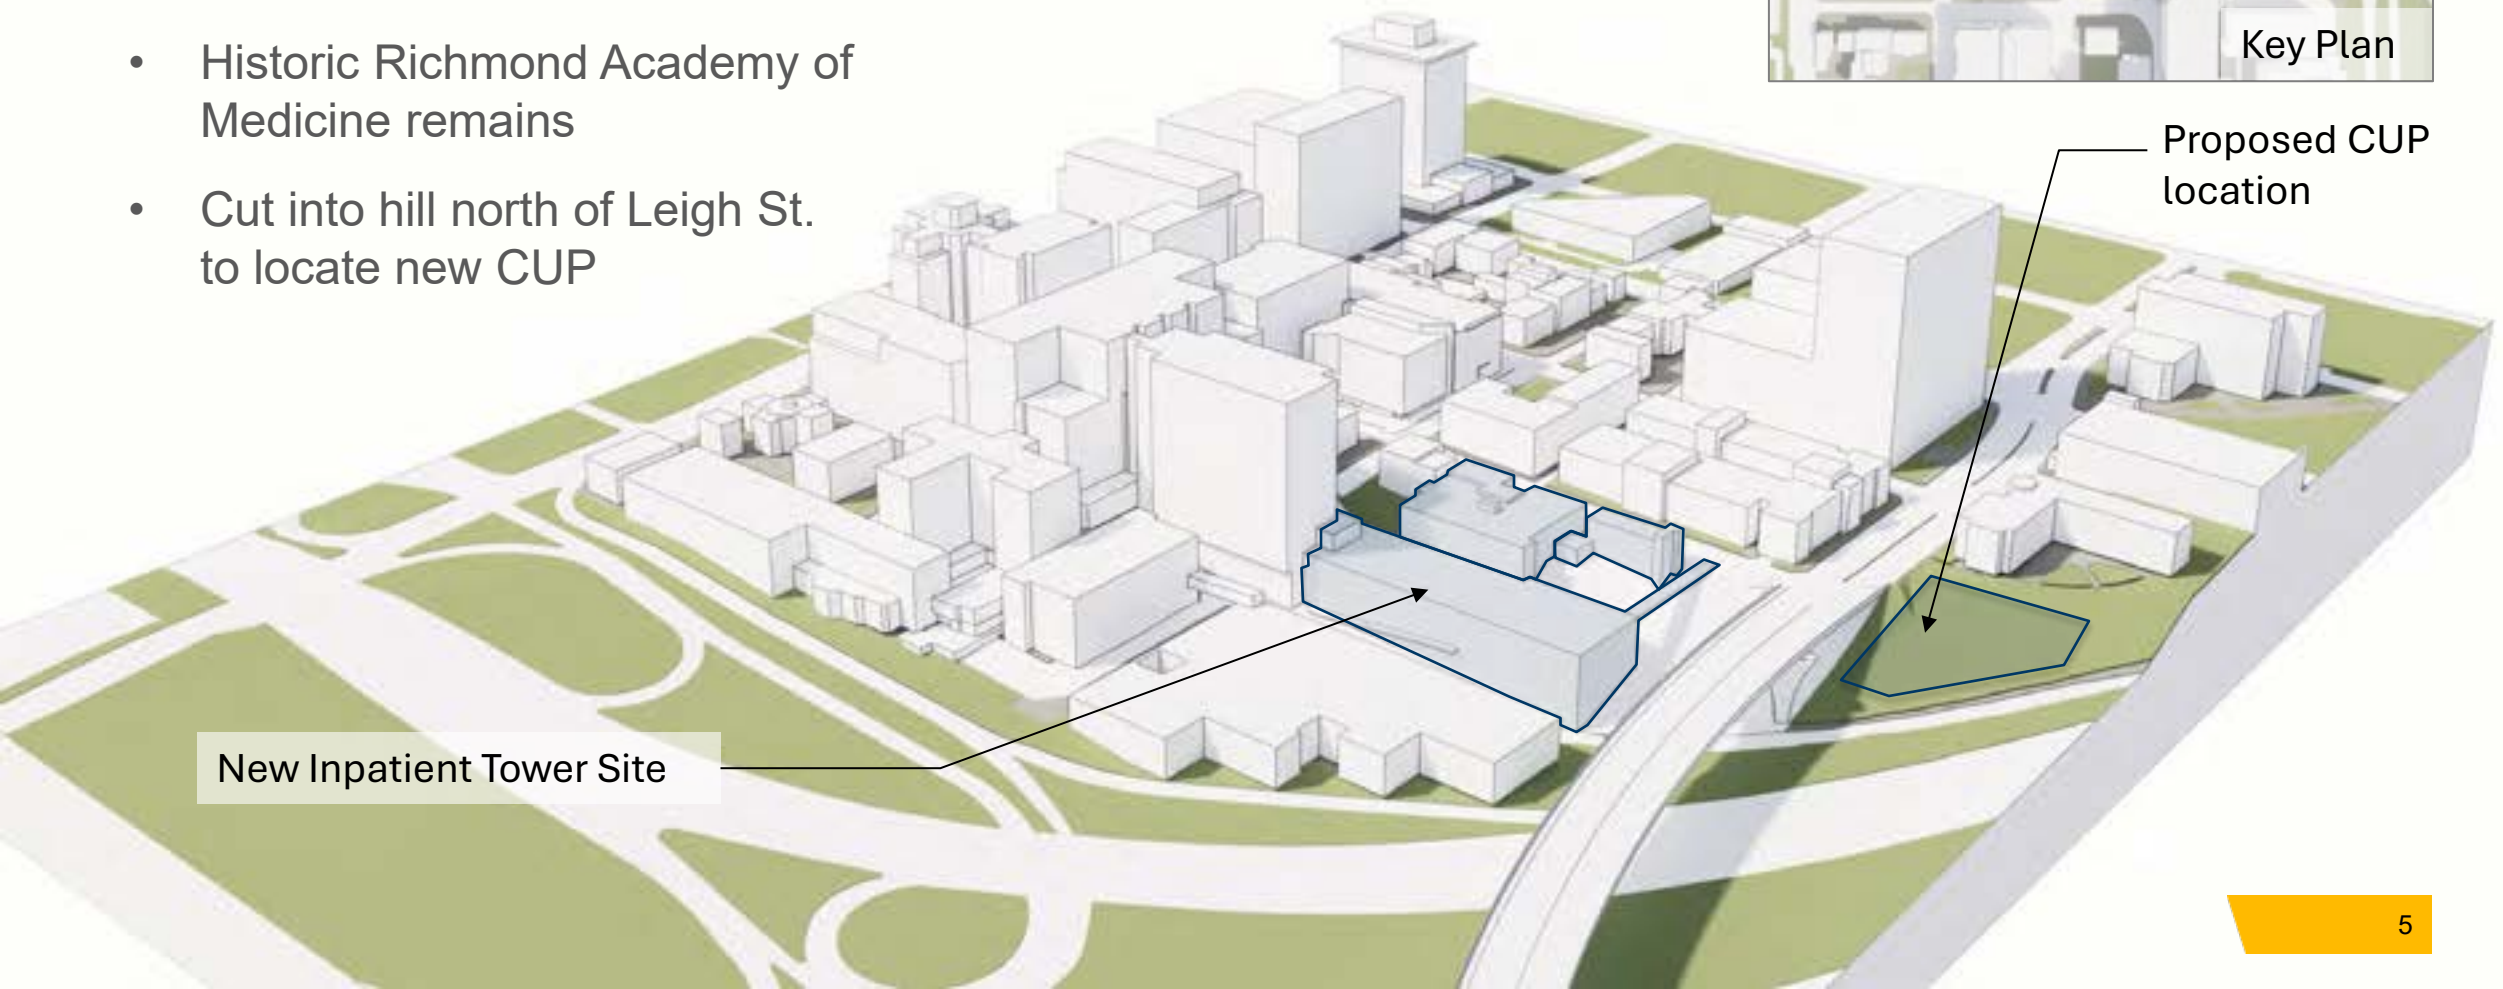 • Historic Richmond Academy of
Medicine remains
• Cut into hill north of Leigh St.
to locate new CUP
Key Plan
Proposed CUP
location
New Inpatient Tower Site
5